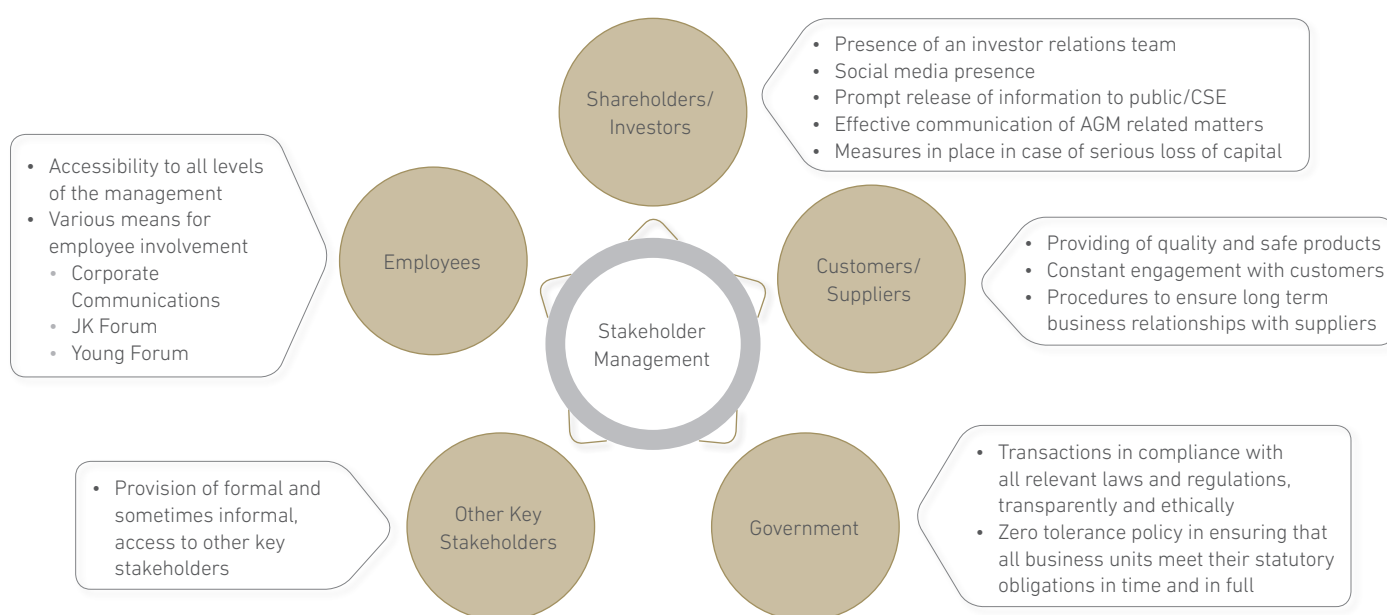 Shareholders/
Investors
• Presence of an investor relations team
• Social media presence
• Prompt release of information to public/CSE
• Effective communication of AGM related matters
• Measures in place in case of serious loss of capital
• Accessibility to all levels
of the management
• Various means for
employee involvement
• Corporate
Communications
• JK Forum
• Young Forum
Employees
Customers/
Suppliers
• Providing of quality and safe products
• Constant engagement with customers
• Procedures to ensure long term
business relationships with suppliers
Stakeholder
Management
• Provision of formal and
sometimes informal,
access to other key
stakeholders
Other Key
Stakeholders
Government
• Transactions in compliance with
all relevant laws and regulations,
transparently and ethically
• Zero tolerance policy in ensuring that
all business units meet their statutory
obligations in time and in full